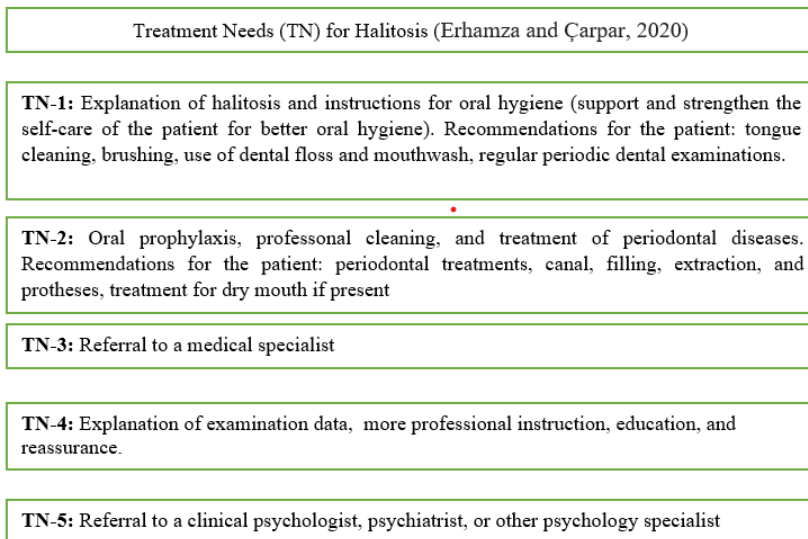 Treatment Needs (TN) for Halitosis (Erhamza and Çarpar, 2020)
TN-1: Explanation of halitosis and instructions for oral hygiene (support and strengthen the
self-care of the patient for better oral hygiene). Recommendations for the patient: tongue
cleaning, brushing, use of dental floss and mouthwash, regular periodic dental examinations.
TN-2: Oral prophylaxis, professonal cleaning, and treatment of periodontal diseases.
Recommendations for the patient: periodontal treatments, canal, filling, extraction, and
protheses, treatment for dry mouth if present
TN-3: Referral to a medical specialist
TN-4: Explanation of examination data, more professional instruction, education, and
reassurance.
TN-5: Referral to a clinical psychologist, psychiatrist, or other psychology specialist